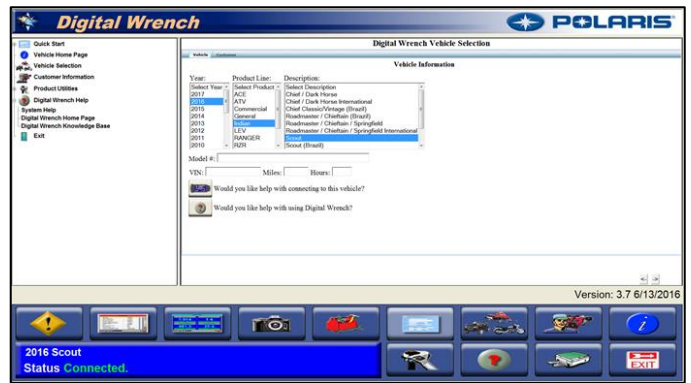 Digital Wrench
POLARIS
Quick Start
Vehicle Home Page
Vehicle Selection
Customer Information
Product Utilities
Digital Wrench Help
System Help
Digital Wrench Home Page
Digital Wrench Knowledge Base
Exit
Digital Wrench Vehicle Selection
Vehicle Customer
Vehicle Information
Year: Product Line: Description:
Select Year Select Product Select Description
2017 ACE Chief / Dark Horse
2016 ATV Chief / Dark Horse International
2015 Commercial Chief Classic/Vintage (Brazil)
2014 General Roadmaster / Chieftain (Brazil)
2013 Indian Roadmaster / Chieftain / Springfield
2012 LEV Roadmaster / Chieftain / Springfield International
2011 RANGER Scout
2010 RZR Scout (Brazil)
Model #:
VIN: Miles: Hours:
Would you like help with connecting to this vehicle?
Would you like help with using Digital Wrench?
Version: 3.7 6/13/2016
2016 Scout
Status Connected.
EXIT